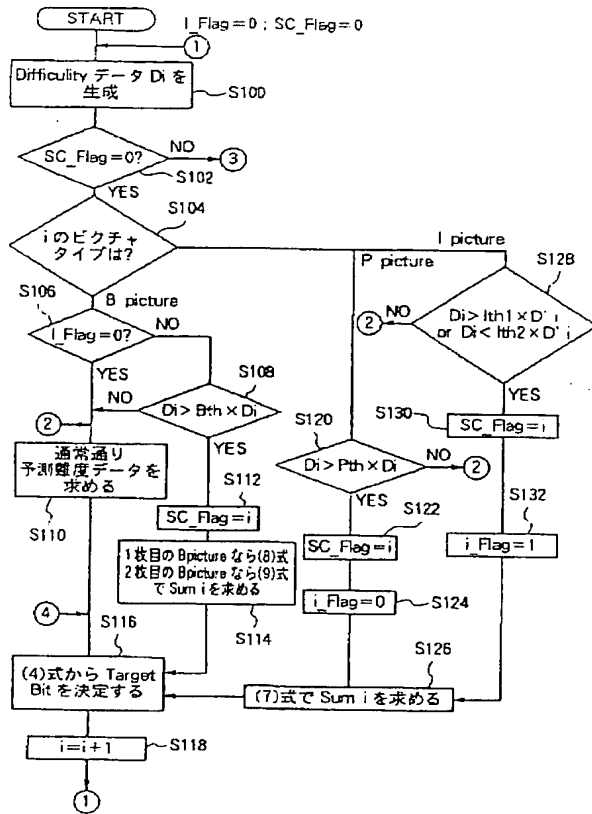 START
I_Flag=0 ; SC_Flag=0
①
Difficulity データ Di を
生成
S100
SC_Flag=0?
NO
③
S102
YES
S104
i のピクチャ
タイプは?
I picture
P picture
B picture
S106
I_Flag=0?
NO
YES
S108
Di > Bth × Di
NO
YES
②
通常通り
予測難度データを
求める
S110
S112
SC_Flag=i
1枚目の Bpicture なら(8)式
2枚目の Bpicture なら(9)式
で Sum i を求める
S114
S120
Di > Pth × Di
NO
②
YES
S122
SC_Flag=i
i_Flag=0
S124
S128
Di > Ith1 × D' i
or Di < Ith2 × D' i
NO
②
YES
S130
SC_Flag=i
S132
i_Flag=1
④
S116
(4)式から Target
Bit を決定する
S126
(7)式で Sum i を求める
i=i+1
S118
①